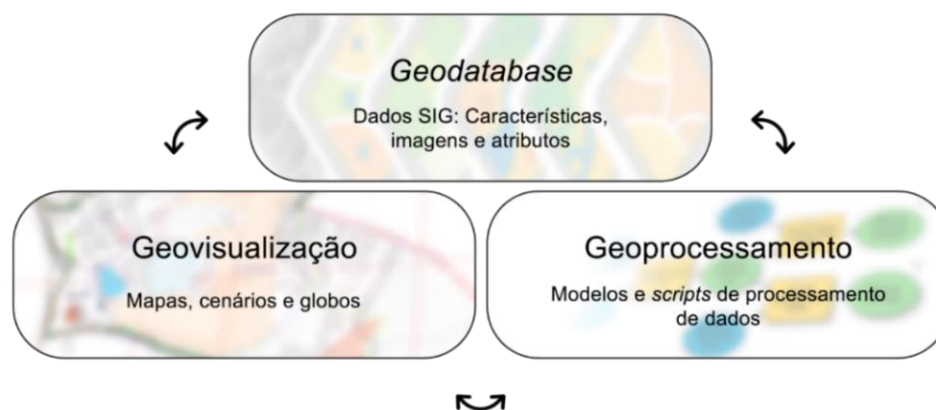 Geodatabase
Dados SIG: Características,
imagens e atributos
Geovisualização
Mapas, cenários e globos
Geoprocessamento
Modelos e scripts de processamento
de dados